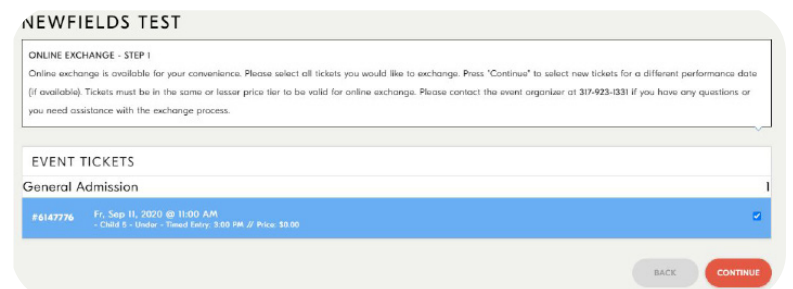 NEWFIELDS TEST
ONLINE EXCHANGE - STEP 1
Online exchange is available for your convenience. Please select all tickets you would like to exchange. Press "Continue" to select new tickets for a different performance date
(if available). Tickets must be in the same or lesser price tier to be valid for online exchange. Please contact the event organizer at 317-923-1331 if you have any questions or
you need assistance with the exchange process.
EVENT TICKETS
General Admission 1
#6147776 Fr, Sep 11, 2020 @ 11:00 AM
- Child 5 - Under - Timed Entry: 3:00 PM // Price: $0.00
BACK CONTINUE